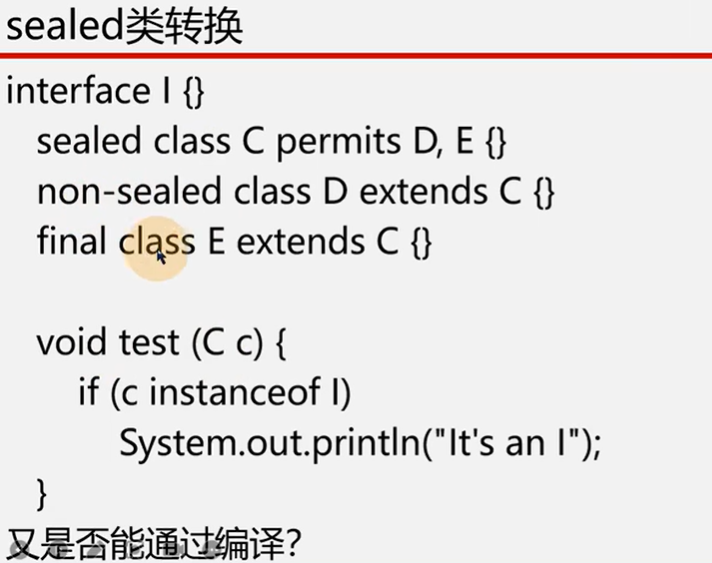 sealed类转换
interface I {}
sealed class C permits D, E {}
non-sealed class D extends C {}
final class E extends C {}
void test (C c) {
if (c instanceof I)
System.out.println("It's an I");
}
又是否能通过编译?